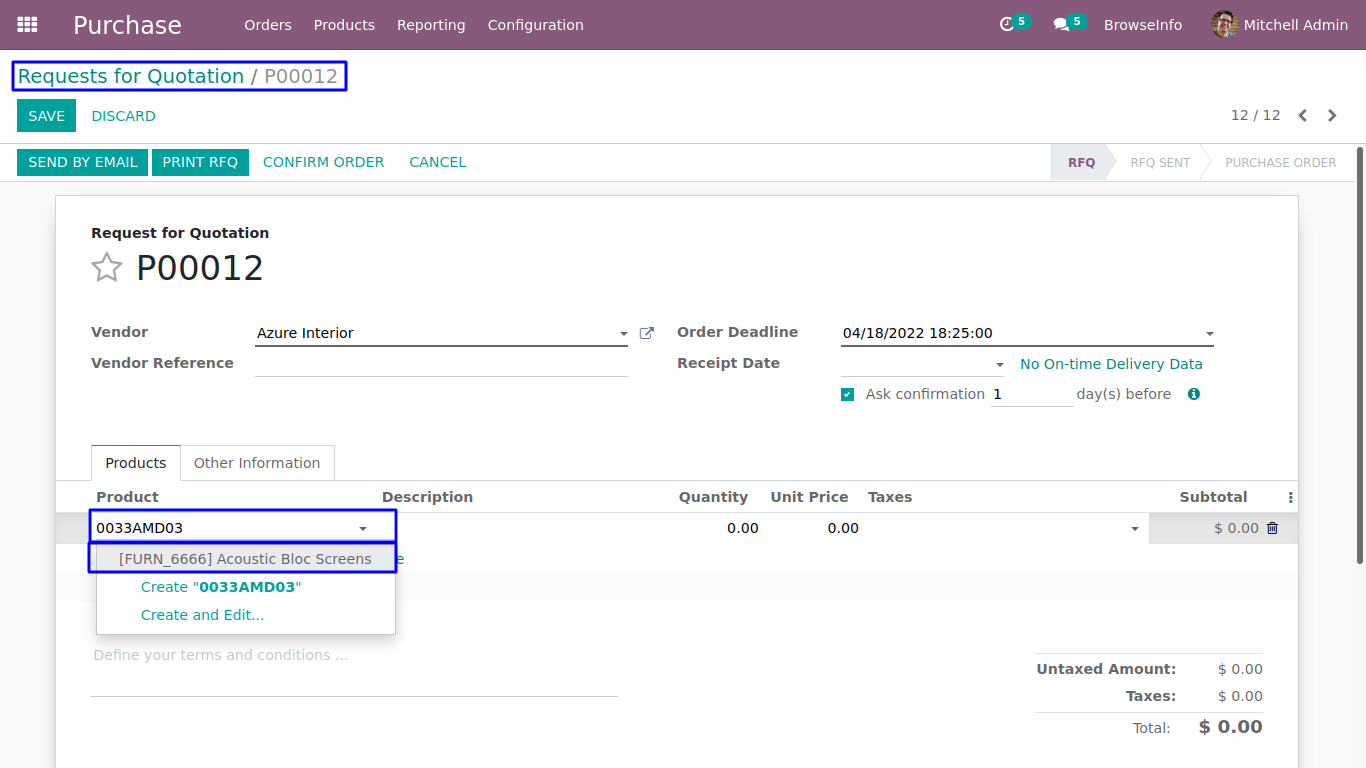 Purchase Orders Products Reporting Configuration 5 5 BrowseInfo Mitchell Admin
Requests for Quotation / P00012
SAVE DISCARD 12 / 12
SEND BY EMAIL PRINT RFQ CONFIRM ORDER CANCEL RFQ RFQ SENT PURCHASE ORDER
Request for Quotation
P00012
Vendor Azure Interior Order Deadline 04/18/2022 18:25:00
Vendor Reference Receipt Date No On-time Delivery Data
Ask confirmation 1 day(s) before
Products Other Information
Product Description Quantity Unit Price Taxes Subtotal
0033AMD03 0.00 0.00 $ 0.00
[FURN_6666] Acoustic Bloc Screens
Create "0033AMD03"
Create and Edit...
Define your terms and conditions ...
Untaxed Amount: $ 0.00
Taxes: $ 0.00
Total: $ 0.00